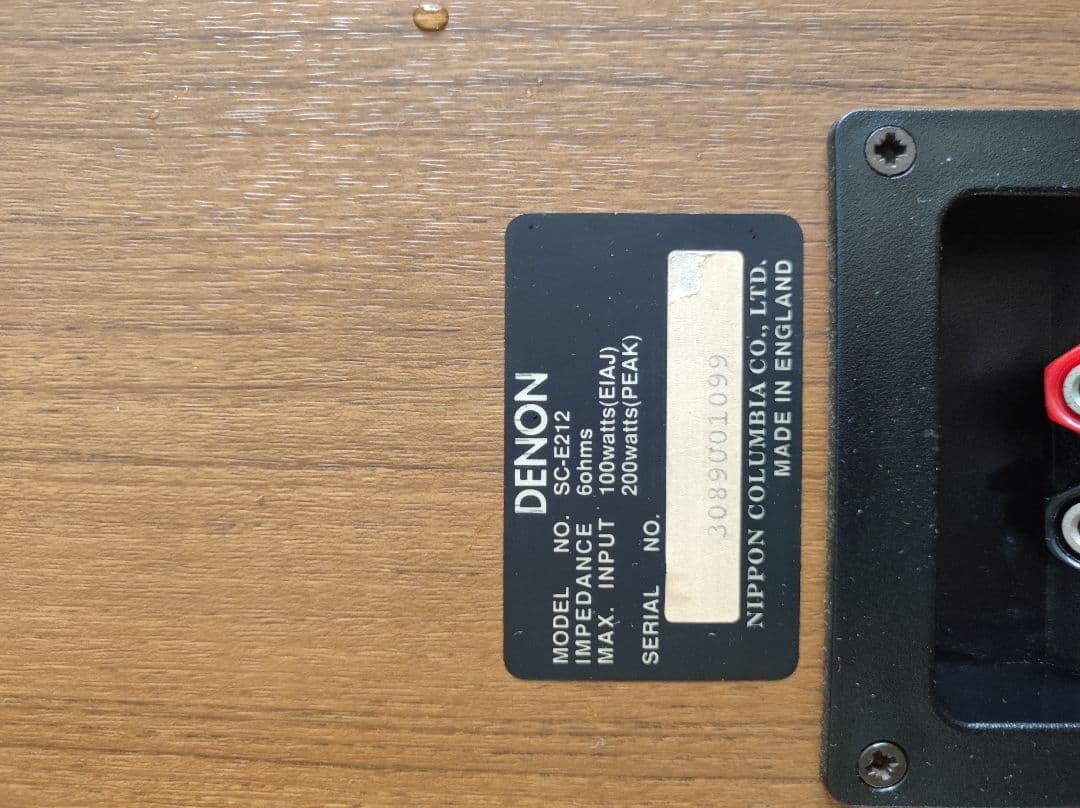 DENON
MODEL NO. SC-E212
IMPEDANCE 6ohms
MAX. INPUT 100watts(EIAJ)
200watts(PEAK)
SERIAL NO.
3089001099
NIPPON COLUMBIA CO., LTD.
MADE IN ENGLAND